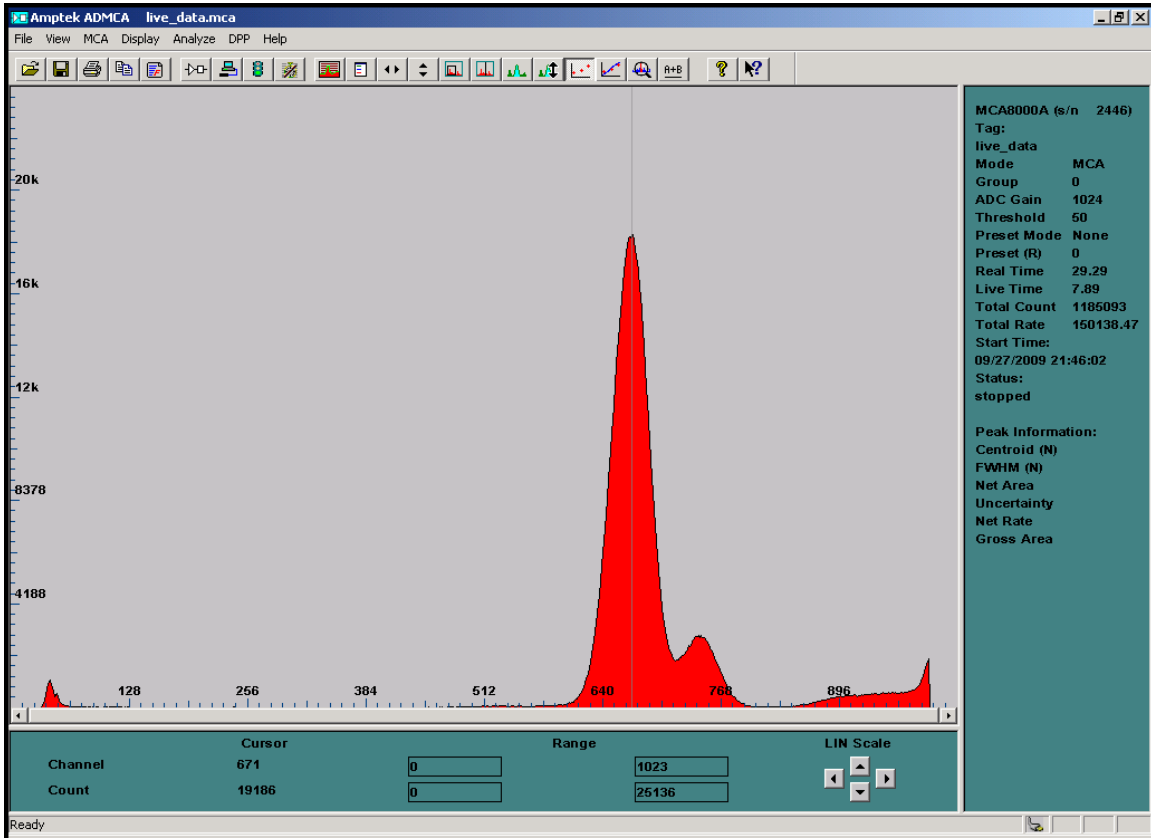 Amptek ADMCA live_data.mca
File View MCA Display Analyze DPP Help
A+B
20k
16k
12k
8378
4188
128 256 384 512 640 768 896
MCA8000A (s/n 2446)
Tag:
live_data
Mode MCA
Group 0
ADC Gain 1024
Threshold 50
Preset Mode None
Preset (R) 0
Real Time 29.29
Live Time 7.89
Total Count 1185093
Total Rate 150138.47
Start Time:
09/27/2009 21:46:02
Status:
stopped
Peak Information:
Centroid (N)
FWHM (N)
Net Area
Uncertainty
Net Rate
Gross Area
Cursor Range LIN Scale
Channel 671 0 1023
Count 19186 0 25136
Ready